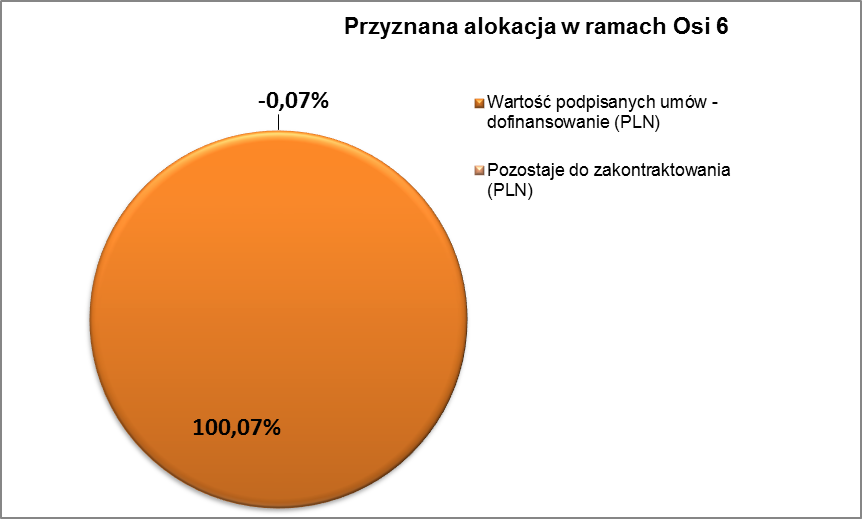 Przyznana alokacja w ramach Osi 6
-0,07%
Wartość podpisanych umów -
dofinansowanie (PLN)
Pozostaje do zakontraktowania
(PLN)
100,07%